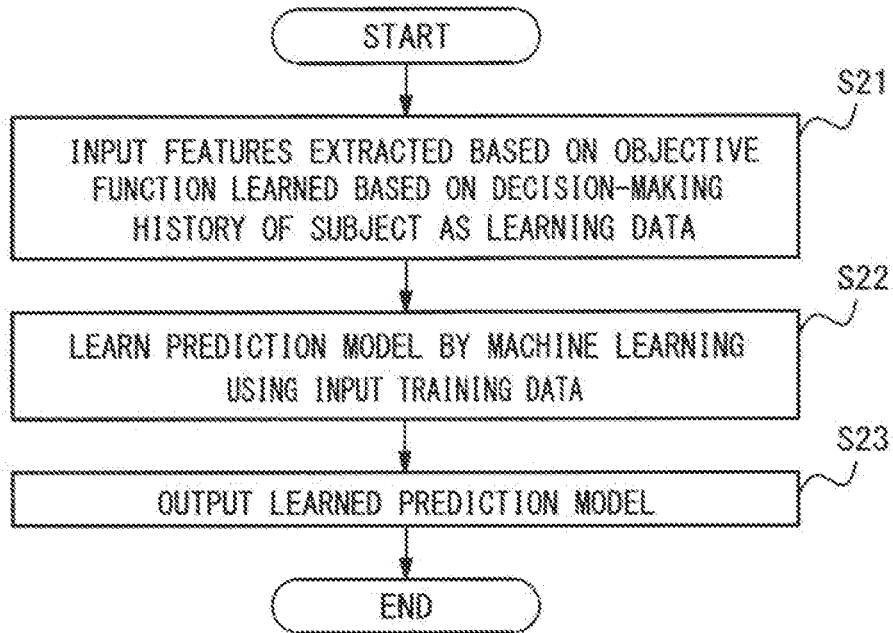 START
S21
INPUT FEATURES EXTRACTED BASED ON OBJECTIVE
FUNCTION LEARNED BASED ON DECISION-MAKING
HISTORY OF SUBJECT AS LEARNING DATA
S22
LEARN PREDICTION MODEL BY MACHINE LEARNING
USING INPUT TRAINING DATA
S23
OUTPUT LEARNED PREDICTION MODEL
END